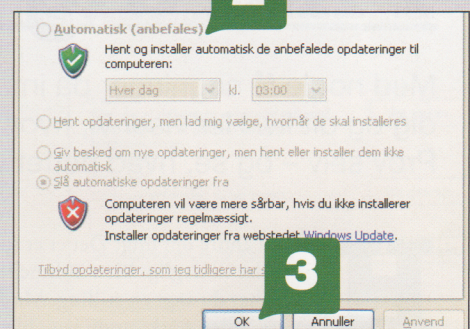 Automatisk (anbefales)
Hent og installer automatisk de anbefalede opdateringer til
computeren:
Hver dag kl. 03:00
Hent opdateringer, men lad mig vælge, hvornår de skal installeres
Giv besked om nye opdateringer, men hent eller installer dem ikke
automatisk
Slå automatiske opdateringer fra
Computeren vil være mere sårbar, hvis du ikke installerer
opdateringer regelmæssigt.
Installer opdateringer fra webstedet Windows Update.
Tilbyd opdateringer, som jeg tidligere har
3
OK Annuller Anvend